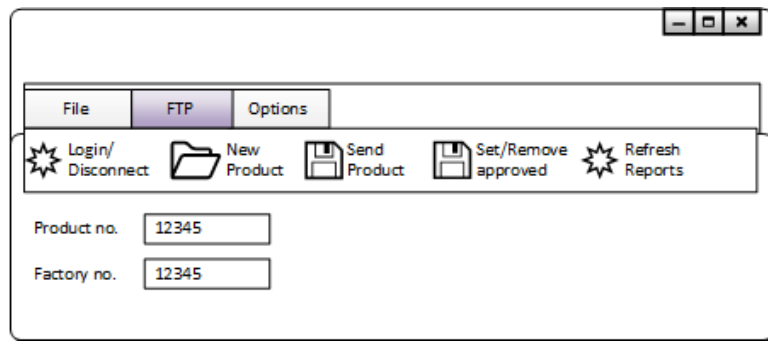 File FTP Options
Login/ New Send Set/Remove Refresh
Disconnect Product Product approved Reports
Product no. 12345
Factory no. 12345